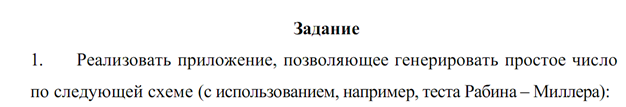 Задание
1. Реализовать приложение, позволяющее генерировать простое число
по следующей схеме (с использованием, например, теста Рабина – Миллера):